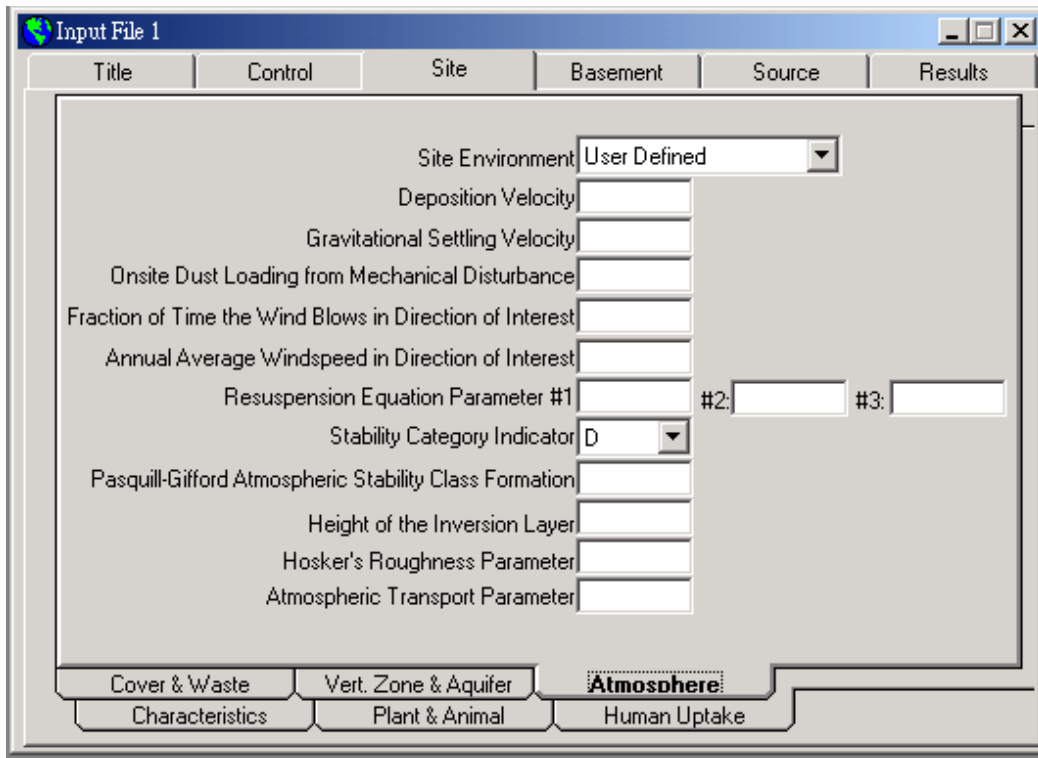 Input File 1
Title Control Site Basement Source Results
Site Environment User Defined
Deposition Velocity
Gravitational Settling Velocity
Onsite Dust Loading from Mechanical Disturbance
Fraction of Time the Wind Blows in Direction of Interest
Annual Average Windspeed in Direction of Interest
Resuspension Equation Parameter #1 #2: #3:
Stability Category Indicator D
Pasquill-Gifford Atmospheric Stability Class Formation
Height of the Inversion Layer
Hosker's Roughness Parameter
Atmospheric Transport Parameter
Cover & Waste Vert. Zone & Aquifer Atmosphere
Characteristics Plant & Animal Human Uptake